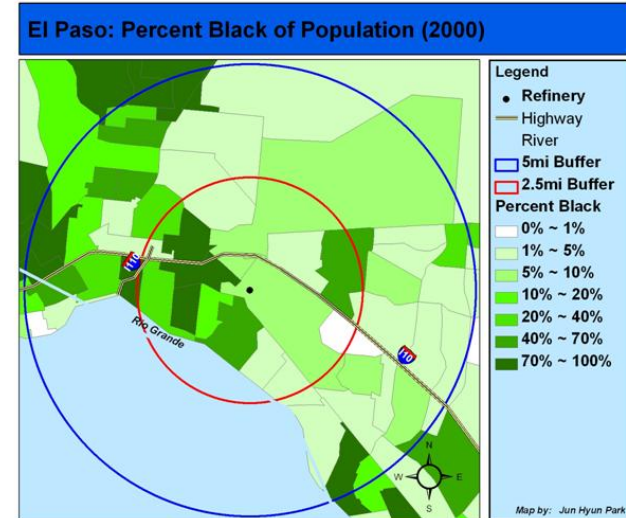 El Paso: Percent Black of Population (2000)
Legend
Refinery
Highway
River
5mi Buffer
2.5mi Buffer
Percent Black
0% ~ 1%
1% ~ 5%
5% ~ 10%
10% ~ 20%
20% ~ 40%
40% ~ 70%
70% ~ 100%
110
Rio Grande
110
N
W E
S
Map by: Jun Hyun Park